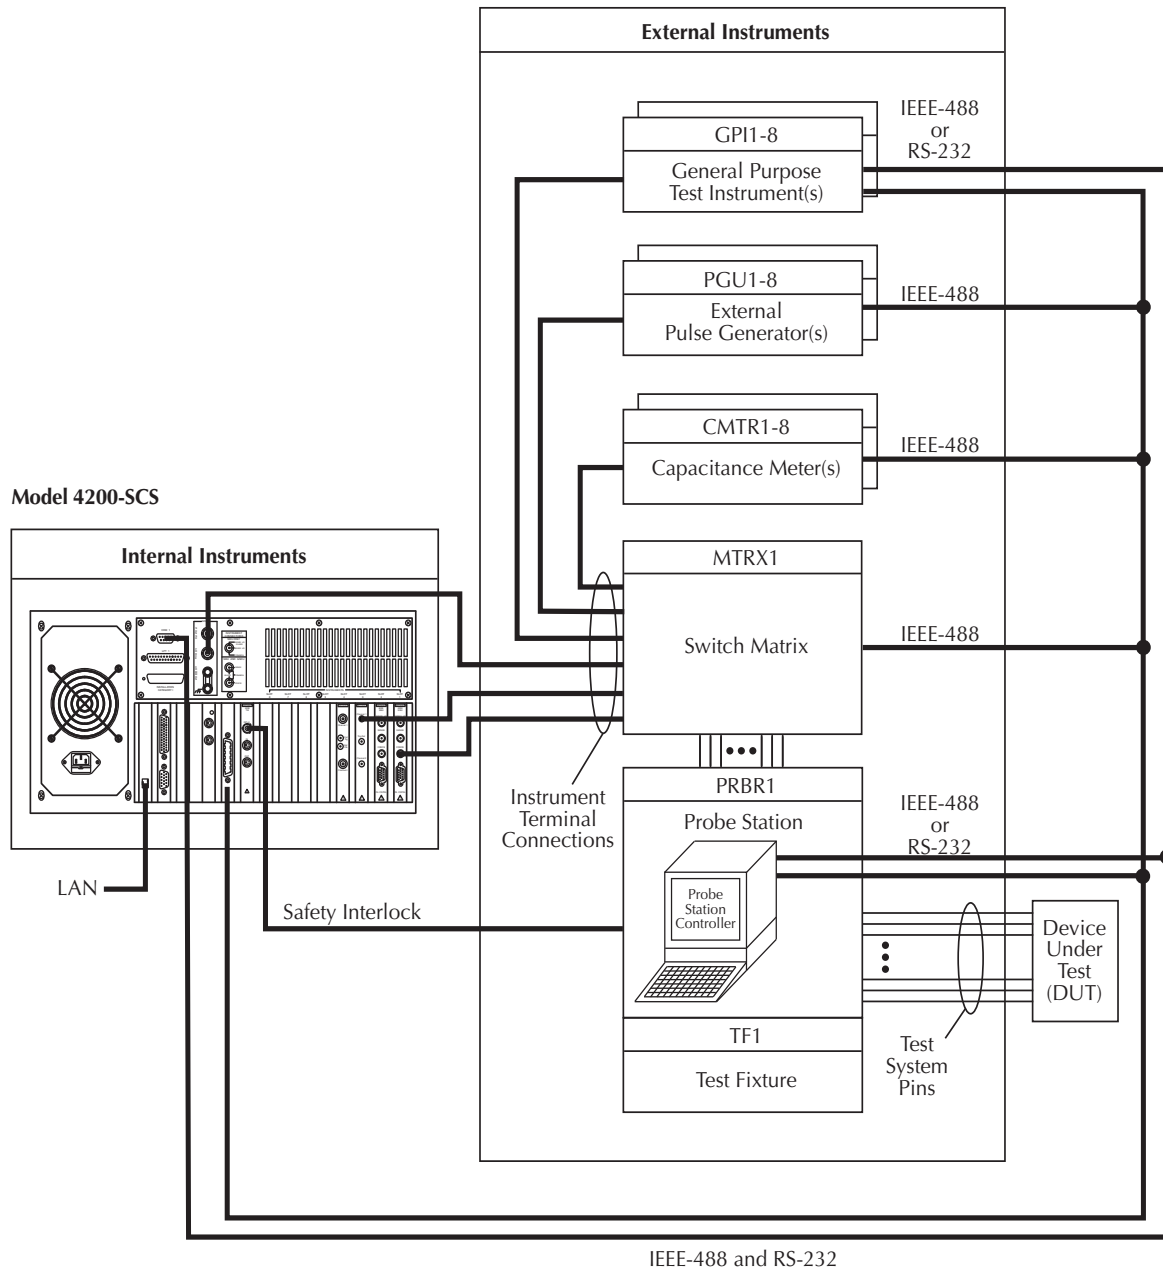 External Instruments
IEEE-488
or
RS-232
GPI1-8
General Purpose
Test Instrument(s)
PGU1-8
External
Pulse Generator(s)
IEEE-488
CMTR1-8
Capacitance Meter(s)
IEEE-488
Model 4200-SCS
Internal Instruments
MTRX1
Switch Matrix
IEEE-488
Instrument
Terminal
Connections
PRBR1
Probe Station
IEEE-488
or
RS-232
Probe
Station
Controller
LAN
Safety Interlock
Device
Under
Test
(DUT)
TF1
Test Fixture
Test
System
Pins
IEEE-488 and RS-232